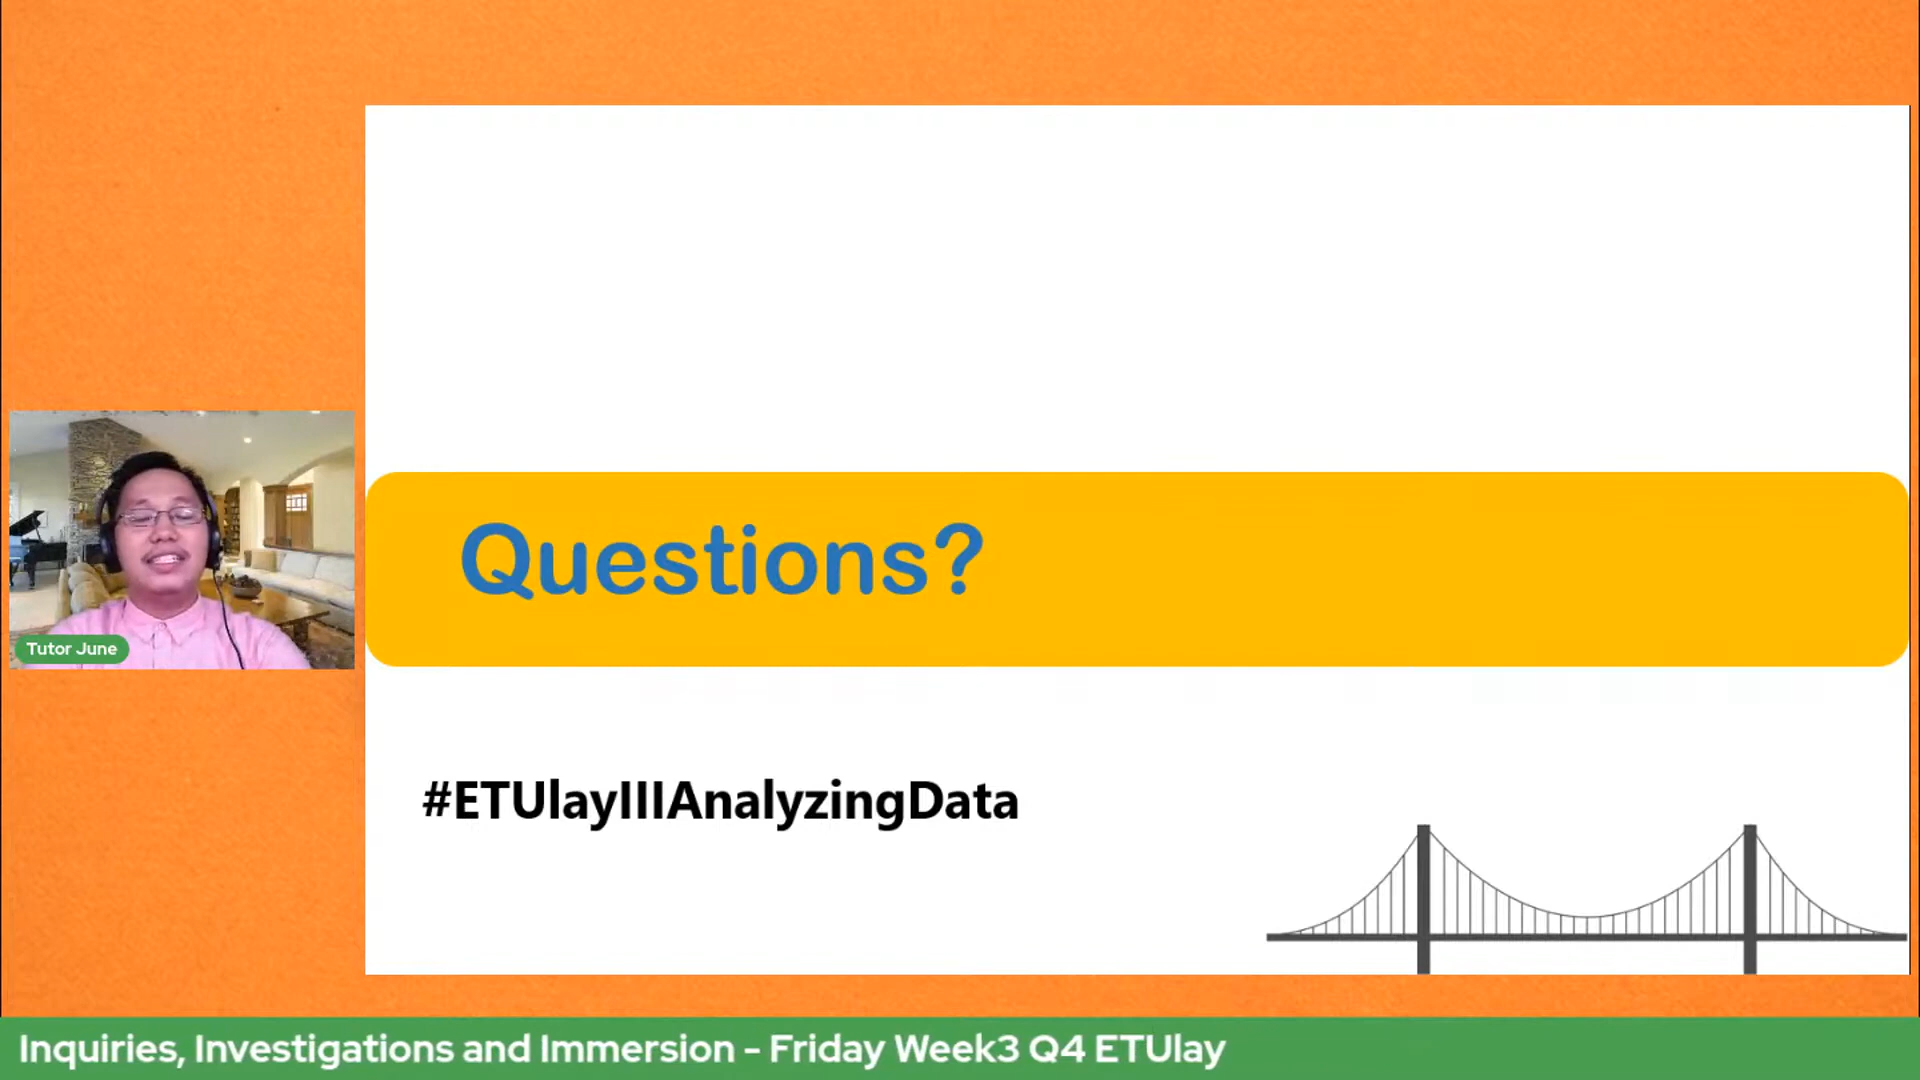 Questions?
Tutor June
#ETUlayIIIAnalyzingData
Inquiries, Investigations and Immersion - Friday Week3 Q4 ETUlay